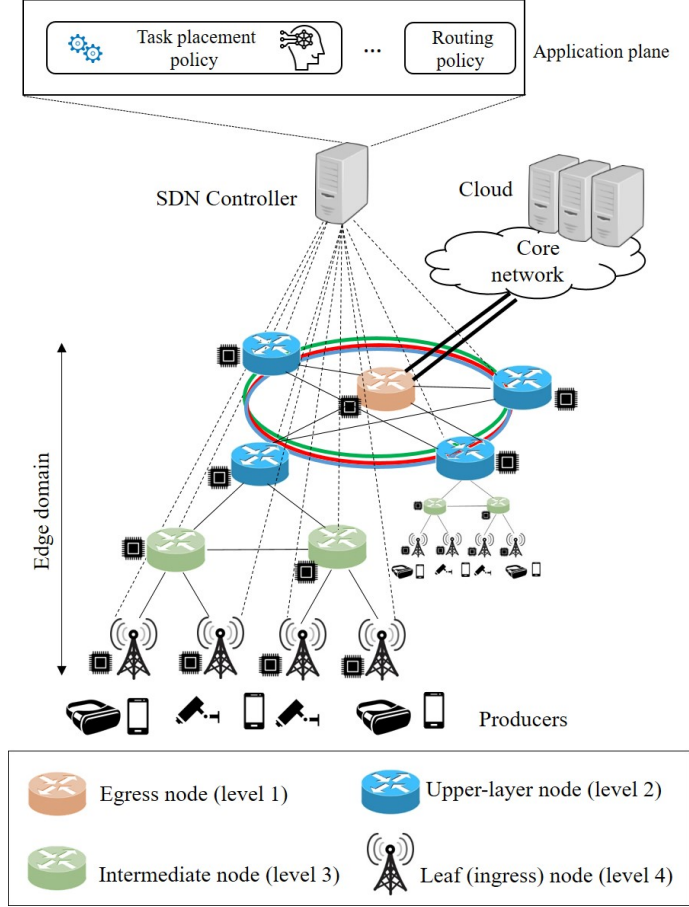 Task placement
policy
...
Routing
policy
Application plane
SDN Controller
Cloud
Core
network
Edge domain
Producers
Egress node (level 1)
Upper-layer node (level 2)
Intermediate node (level 3)
Leaf (ingress) node (level 4)